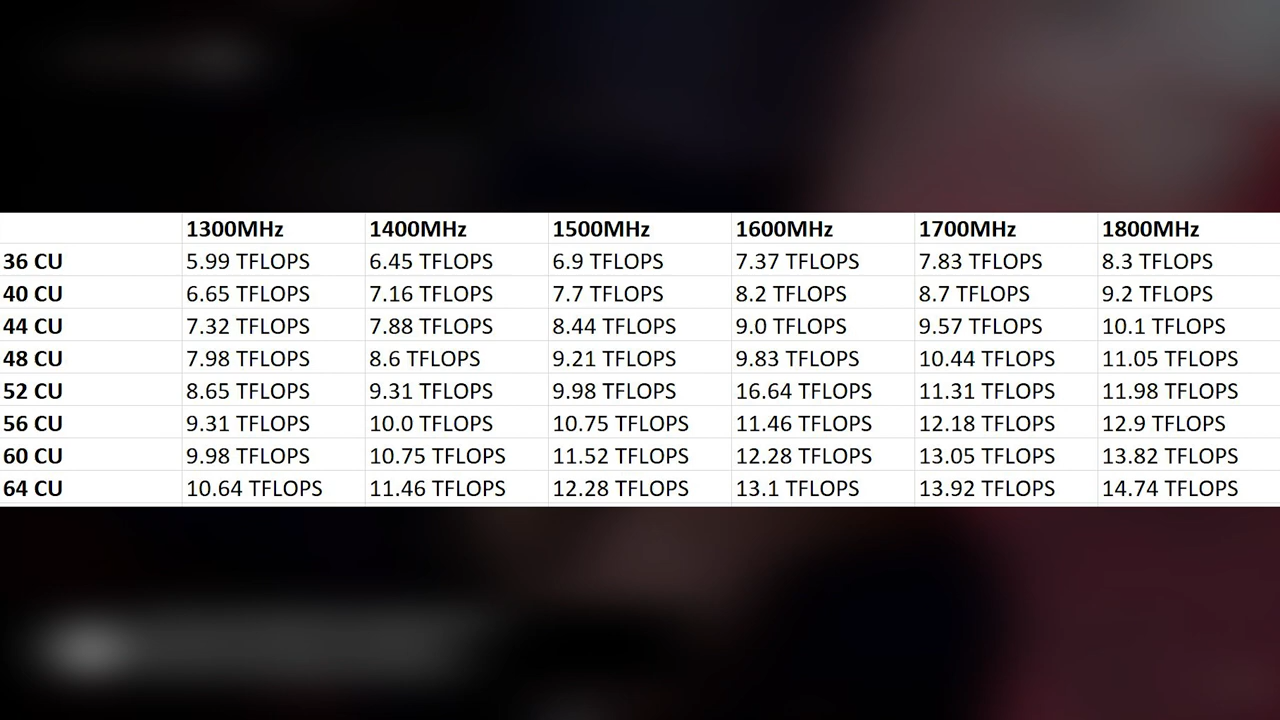 1300MHz 1400MHz 1500MHz 1600MHz 1700MHz 1800MHz
36 CU 5.99 TFLOPS 6.45 TFLOPS 6.9 TFLOPS 7.37 TFLOPS 7.83 TFLOPS 8.3 TFLOPS
40 CU 6.65 TFLOPS 7.16 TFLOPS 7.7 TFLOPS 8.2 TFLOPS 8.7 TFLOPS 9.2 TFLOPS
44 CU 7.32 TFLOPS 7.88 TFLOPS 8.44 TFLOPS 9.0 TFLOPS 9.57 TFLOPS 10.1 TFLOPS
48 CU 7.98 TFLOPS 8.6 TFLOPS 9.21 TFLOPS 9.83 TFLOPS 10.44 TFLOPS 11.05 TFLOPS
52 CU 8.65 TFLOPS 9.31 TFLOPS 9.98 TFLOPS 16.64 TFLOPS 11.31 TFLOPS 11.98 TFLOPS
56 CU 9.31 TFLOPS 10.0 TFLOPS 10.75 TFLOPS 11.46 TFLOPS 12.18 TFLOPS 12.9 TFLOPS
60 CU 9.98 TFLOPS 10.75 TFLOPS 11.52 TFLOPS 12.28 TFLOPS 13.05 TFLOPS 13.82 TFLOPS
64 CU 10.64 TFLOPS 11.46 TFLOPS 12.28 TFLOPS 13.1 TFLOPS 13.92 TFLOPS 14.74 TFLOPS